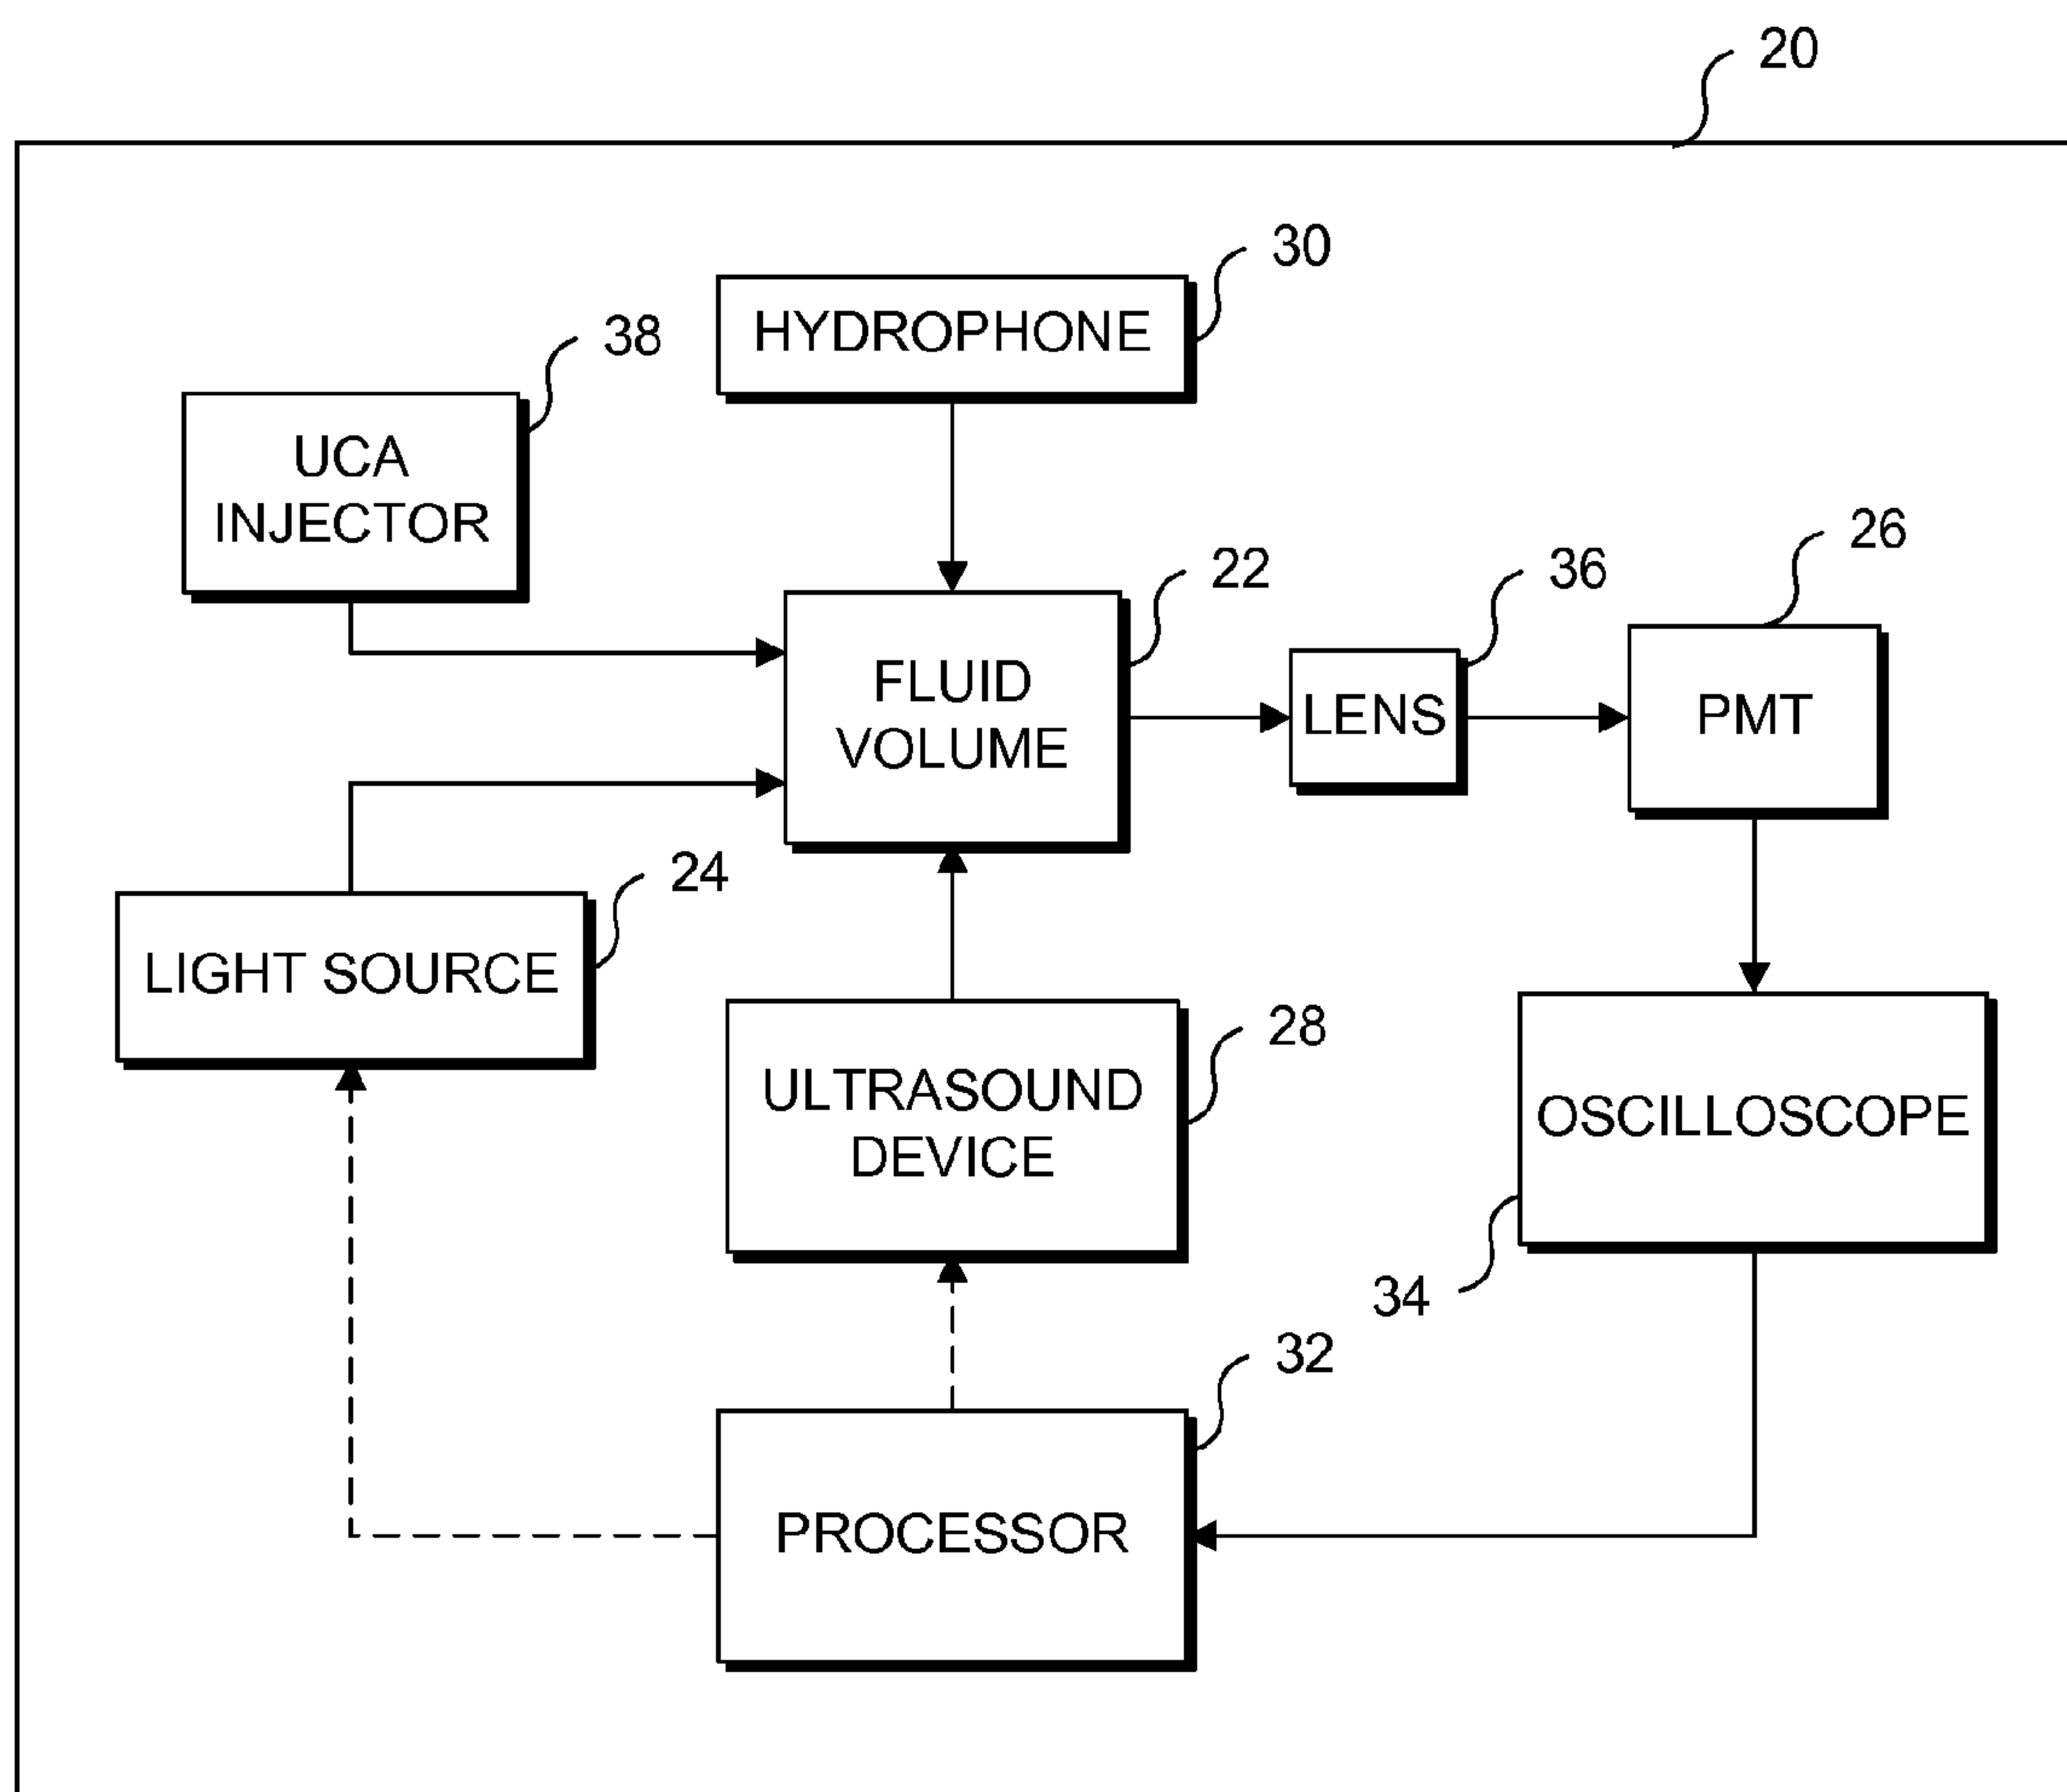 20
30
HYDROPHONE
38
UCA
INJECTOR
22
36
26
FLUID
VOLUME
LENS
PMT
24
LIGHT SOURCE
28
ULTRASOUND
DEVICE
OSCILLOSCOPE
34
32
PROCESSOR